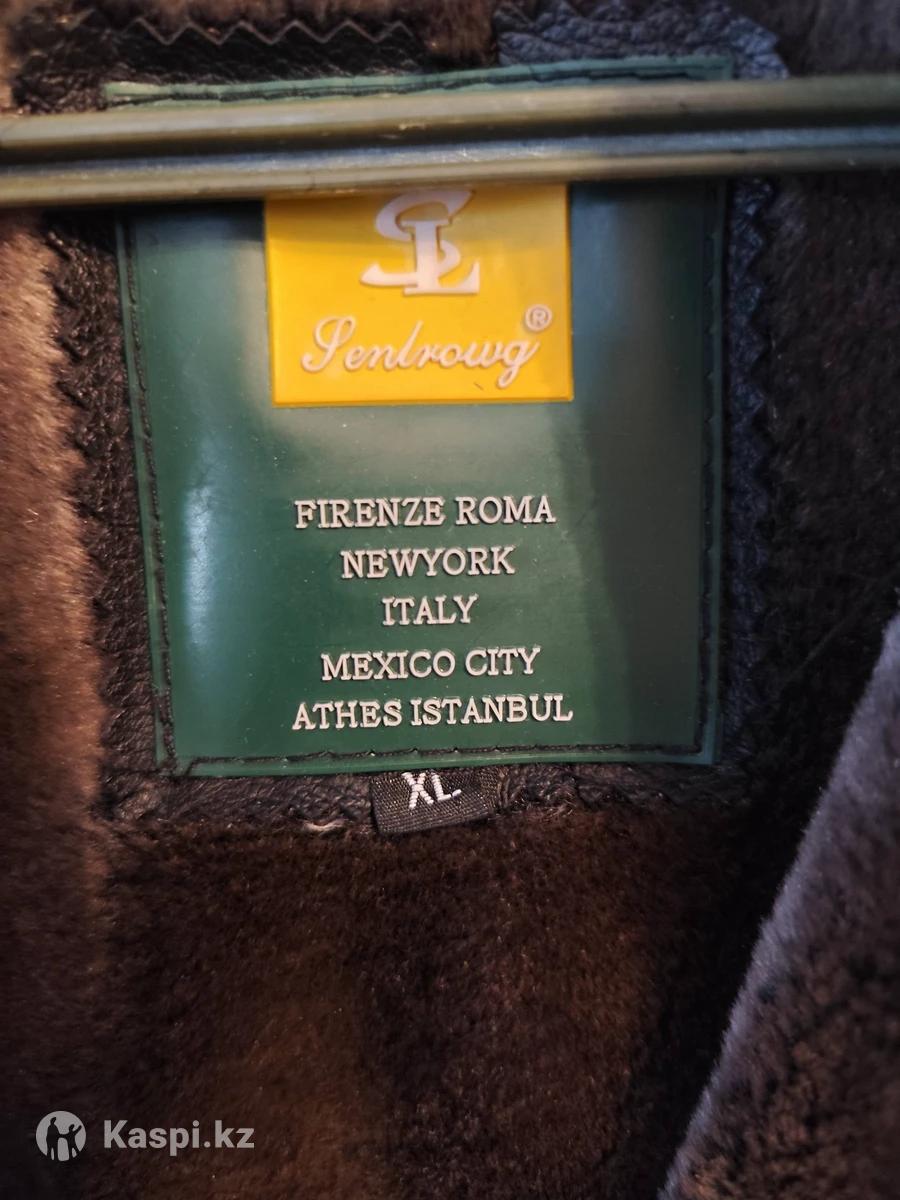 SL
Senlrowg®
FIRENZE ROMA
NEWYORK
ITALY
MEXICO CITY
ATHES ISTANBUL
XL
Kaspi.kz